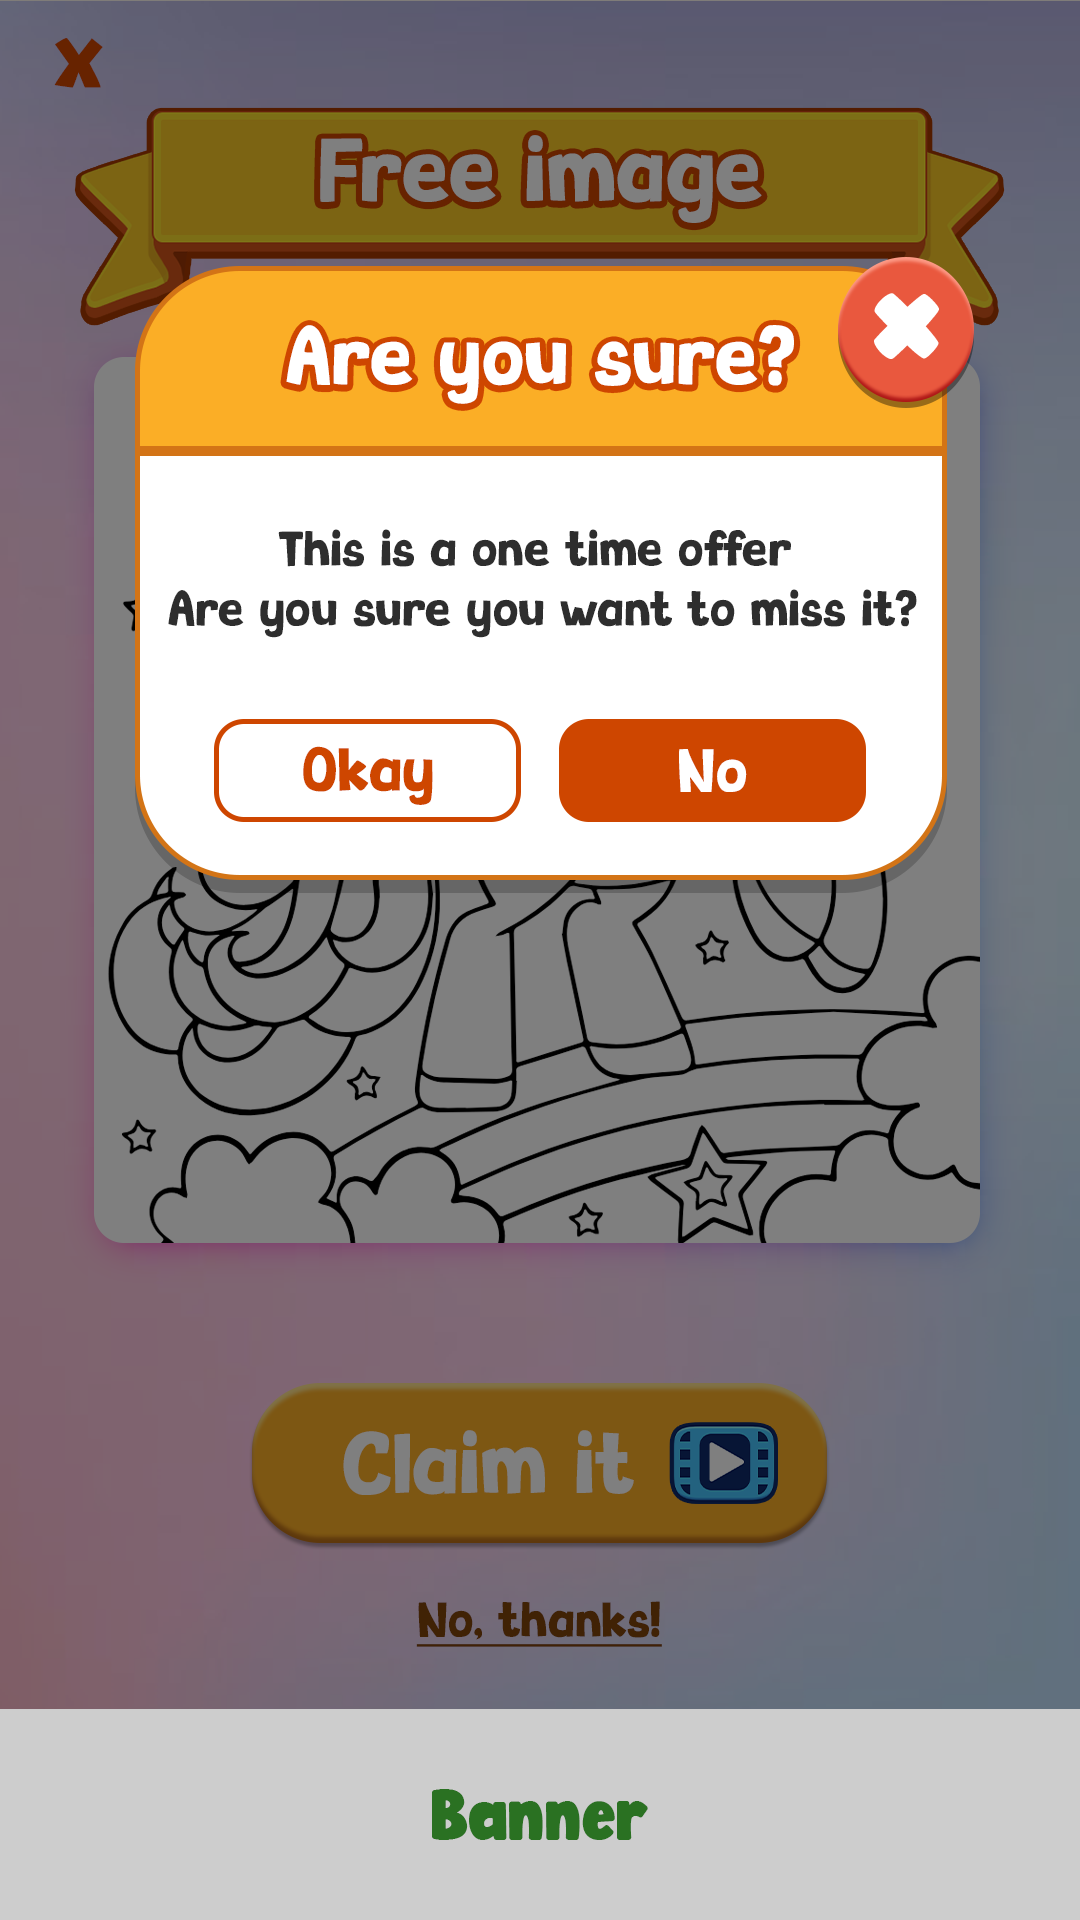 X
Free image
Are you sure?
This is a one time offer
Are you sure you want to miss it?
Okay
No
Claim it
No, thanks!
Banner